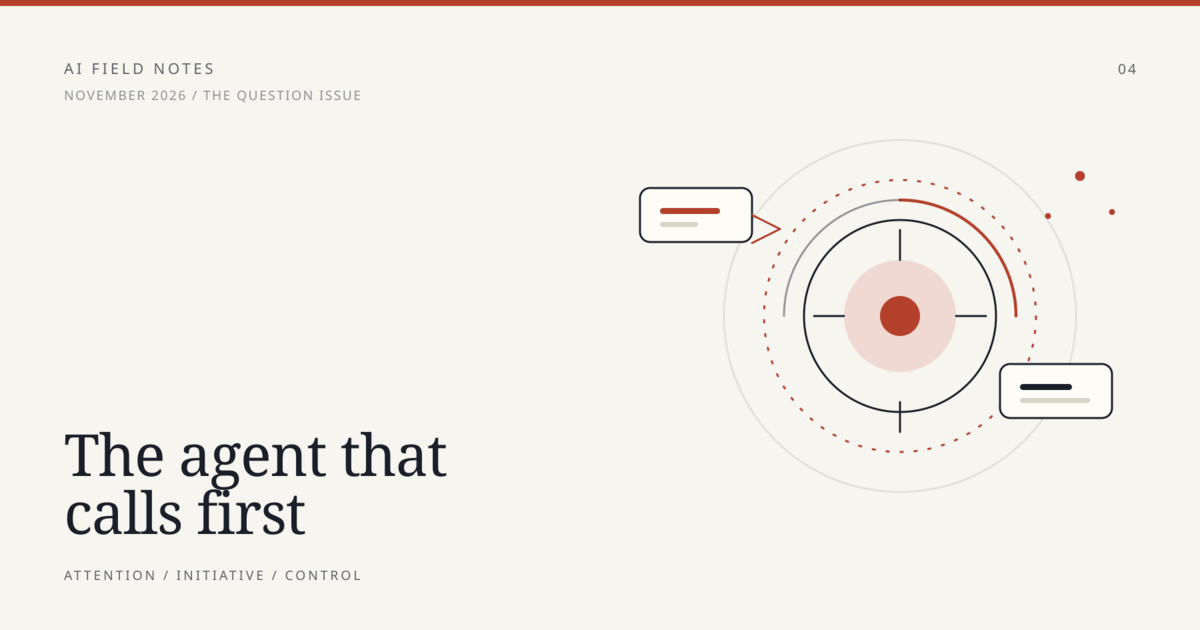 AI FIELD NOTES
04
NOVEMBER 2026 / THE QUESTION ISSUE
The agent that
calls first
ATTENTION / INITIATIVE / CONTROL